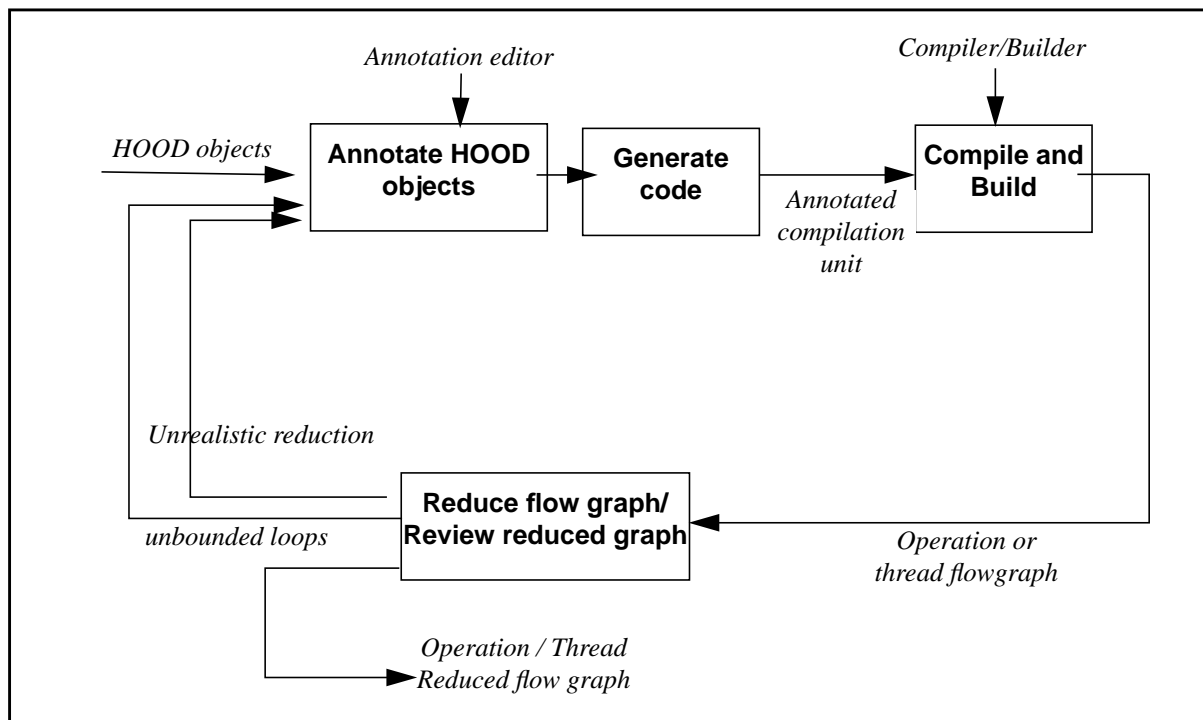 Annotation editor
Compiler/Builder
HOOD objects
Annotate HOOD
objects
Generate
code
Compile and
Build
Annotated
compilation
unit
Unrealistic reduction
unbounded loops
Reduce flow graph/
Review reduced graph
Operation or
thread flowgraph
Operation / Thread
Reduced flow graph